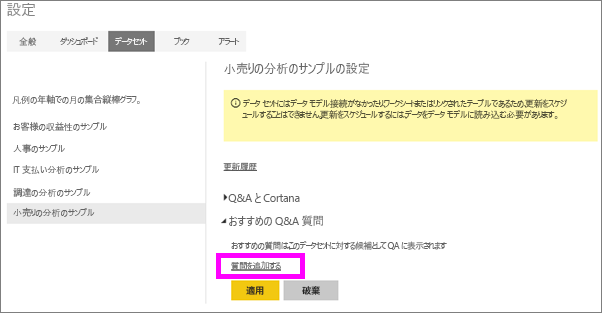 設定
全般 ダッシュボード データセット ブック アラート
凡例の年軸での月の集合縦棒グラフ。
お客様の収益性のサンプル
人事のサンプル
IT 支払い分析のサンプル
調達の分析のサンプル
小売りの分析のサンプル
小売りの分析のサンプルの設定
データセットにはデータ モデル接続がなかったりワークシートまたはリンクされたテーブルであるため、更新をスケジ
ュールすることはできません。更新をスケジュールするにはデータをデータ モデルに読み込む必要があります。
更新履歴
Q&A と Cortana
おすすめの Q&A 質問
おすすめの質問はこのデータセットに対する候補として QA に表示されます
質問を追加する
適用 破棄